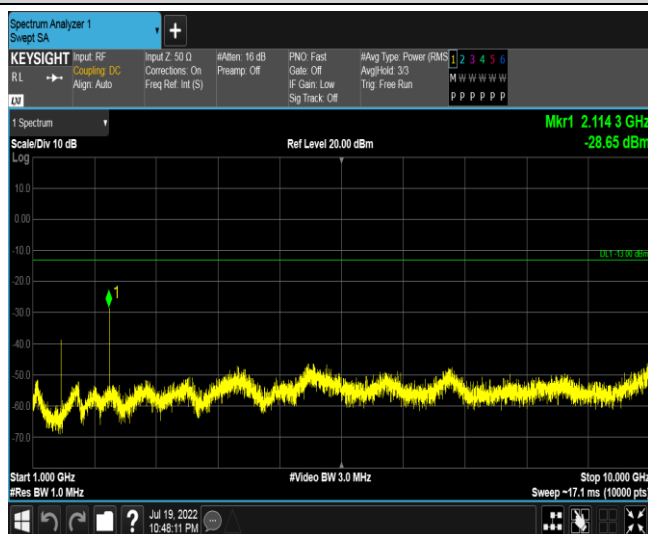 Spectrum Analyzer 1
Swept SA
+
KEYSIGHT
RL
LXI
Input: RF
Coupling: DC
Align: Auto
Input Z: 50 Ω
Corrections: On
Freq Ref: Int (S)
#Atten: 16 dB
Preamp: Off
PNO: Fast
Gate: Off
IF Gain: Low
Sig Track: Off
#Avg Type: Power (RMS
Avg|Hold: 3/3
Trig: Free Run
1 2 3 4 5 6
M W W W W W
P P P P P P
1 Spectrum
Mkr1 2.114 3 GHz
-28.65 dBm
Scale/Div 10 dB
Ref Level 20.00 dBm
Log
10.0
0.00
-10.0
DL1 -13.00 dBm
-20.0
1
-30.0
-40.0
-50.0
-60.0
-70.0
Start 1.000 GHz
#Video BW 3.0 MHz
Stop 10.000 GHz
#Res BW 1.0 MHz
Sweep ~17.1 ms (10000 pts)
?
Jul 19, 2022
10:48:11 PM